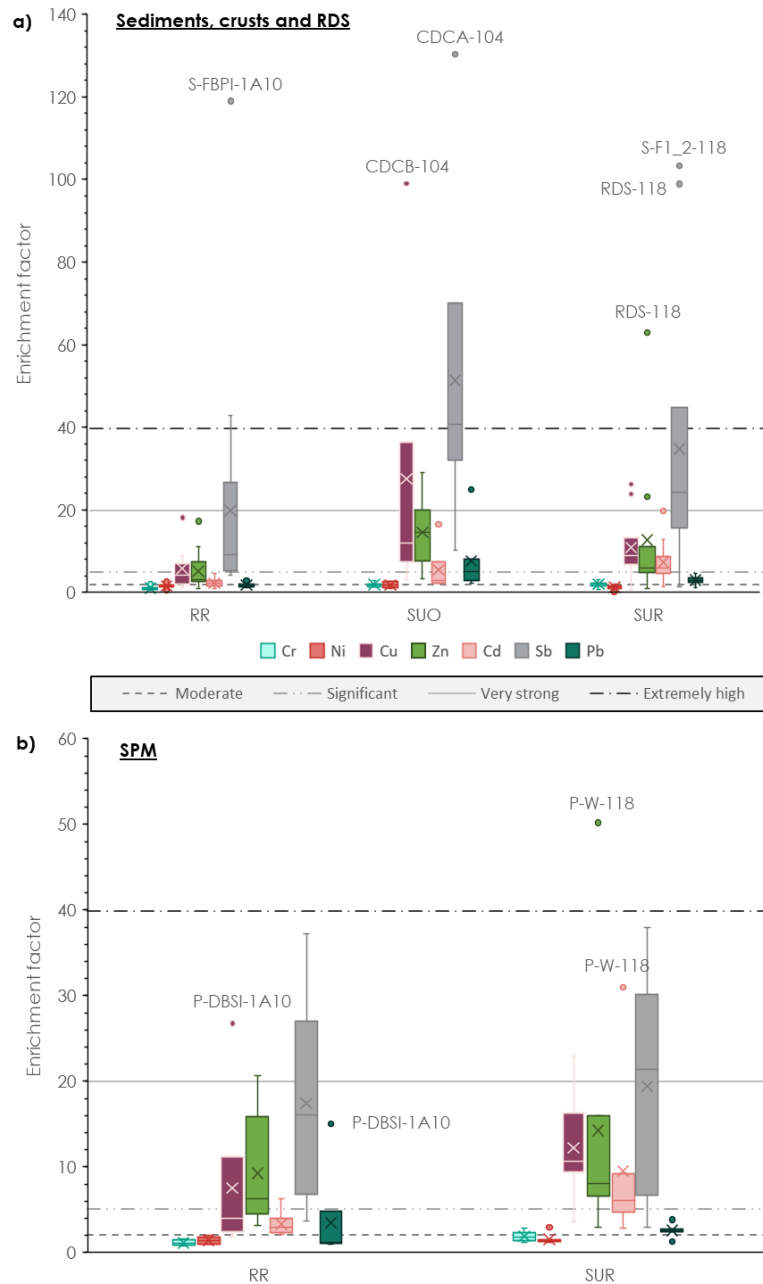 a) Sediments, crusts and RDS
140
120
100
80
60
40
20
0
Enrichment factor
S-FBPI-1A10
CDCA-104
CDCB-104
S-F1_2-118
RDS-118
RDS-118
RR SUO SUR
Cr Ni Cu Zn Cd Sb Pb
Moderate Significant Very strong Extremely high
b) SPM
60
50
40
30
20
10
0
Enrichment factor
P-W-118
P-W-118
P-DBSI-1A10
P-DBSI-1A10
RR SUR